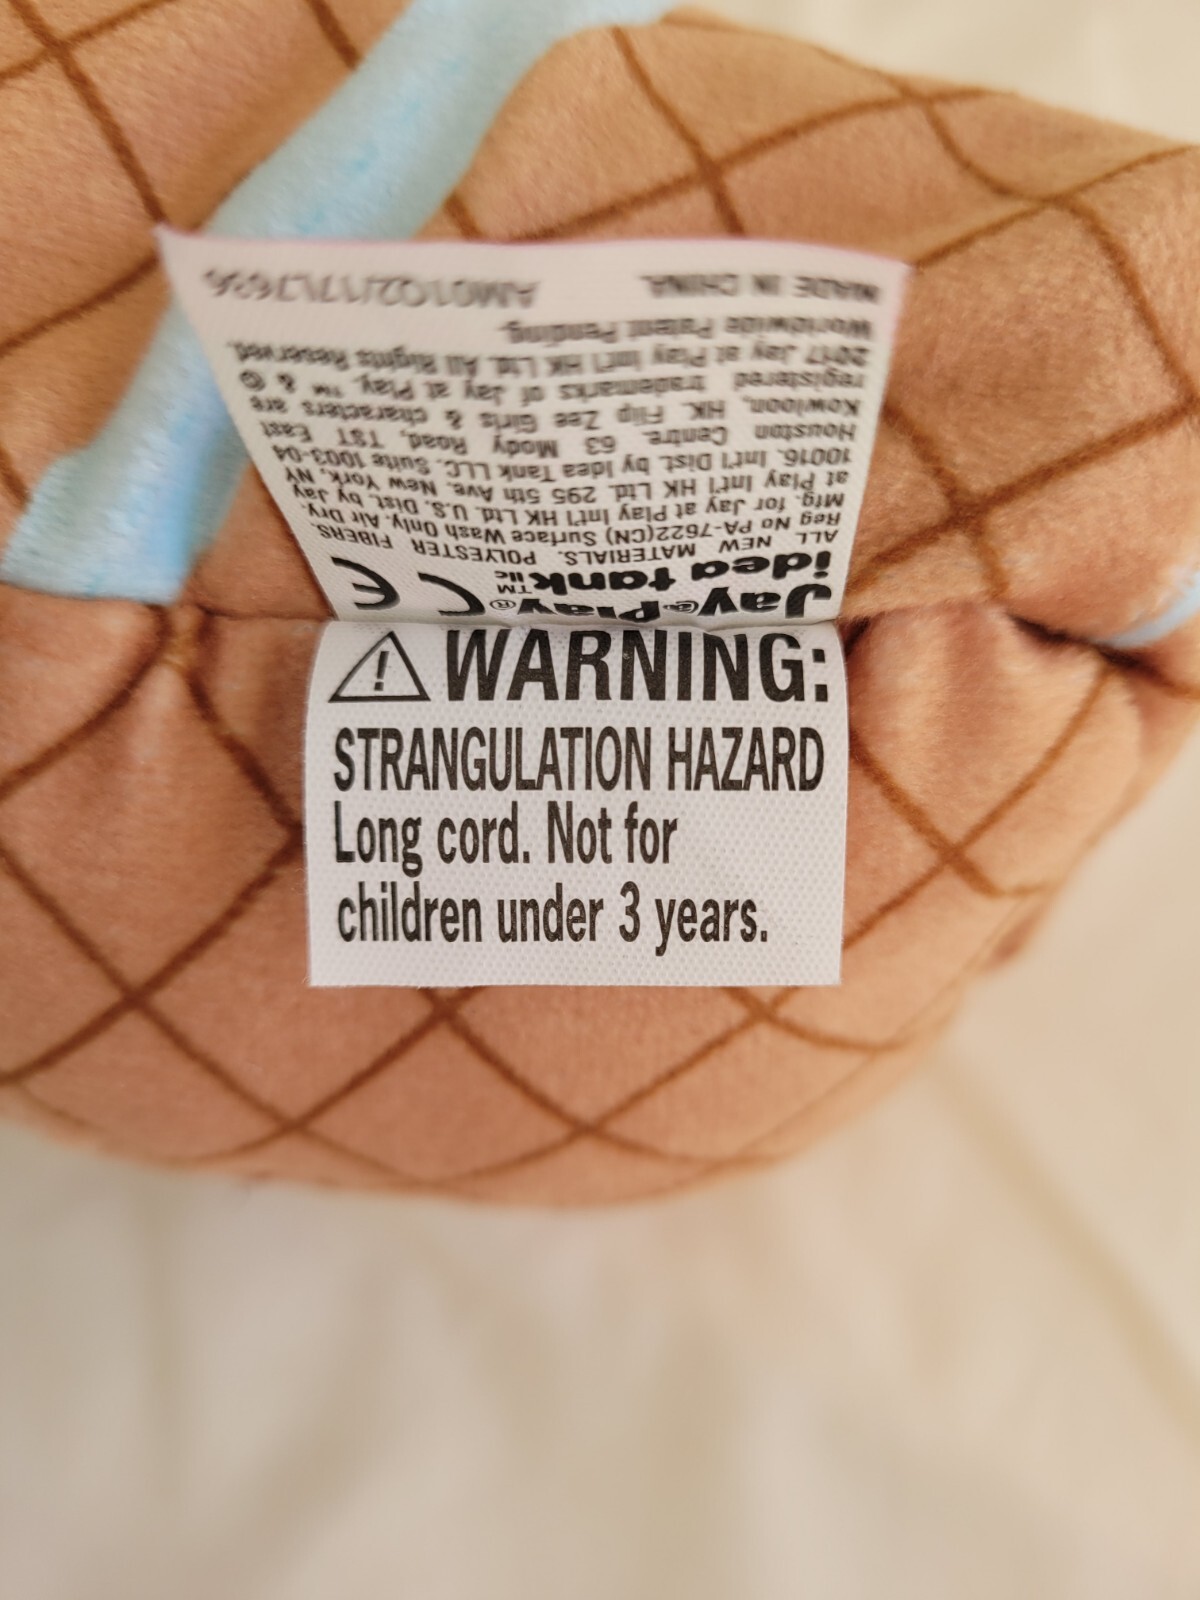 Jay@Play®
idea tank™ llc
CE
ALL NEW MATERIALS. POLYESTER FIBERS.
Reg No PA-7622(CN) Surface Wash Only. Air Dry.
Mfg. for Jay at Play Int'l HK Ltd. U.S. Dist. by Jay
at Play Int'l HK Ltd. 295 5th Ave. New York, NY
10016. Int'l Dist. by Idea Tank LLC. Suite 1003-04
Houston Centre. 63 Mody Road, TST East
Kowloon, HK. Flip Zee Girls & characters are
registered trademarks of Jay at Play. ™ & ©
2017 Jay at Play Int'l HK Ltd. All Rights Reserved.
Worldwide Patent Pending.
MADE IN CHINA.
WARNING:
STRANGULATION HAZARD
Long cord. Not for
children under 3 years.